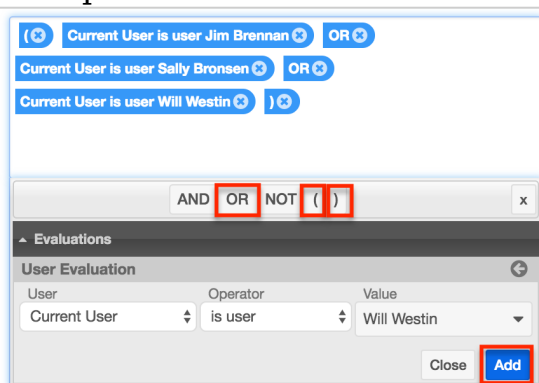 ( Current User is user Jim Brennan OR
Current User is user Sally Bronsen OR
Current User is user Will Westin )
AND OR NOT ( ) x
Evaluations
User Evaluation
User Operator Value
Current User is user Will Westin
Close Add